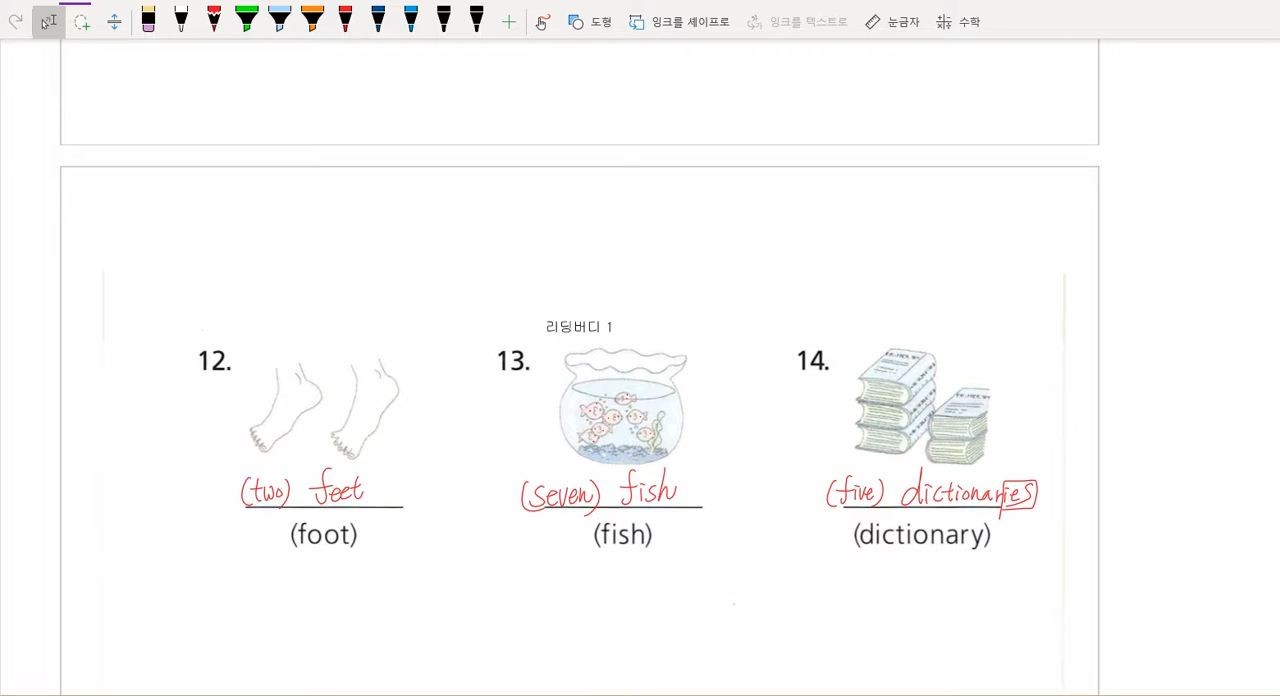 도형 잉크를 셰이프로 잉크를 텍스트로 눈금자 수학
리딩버디 1
12. 13. 14.
(two) feet (seven) fish (five) dictionaries
(foot) (fish) (dictionary)